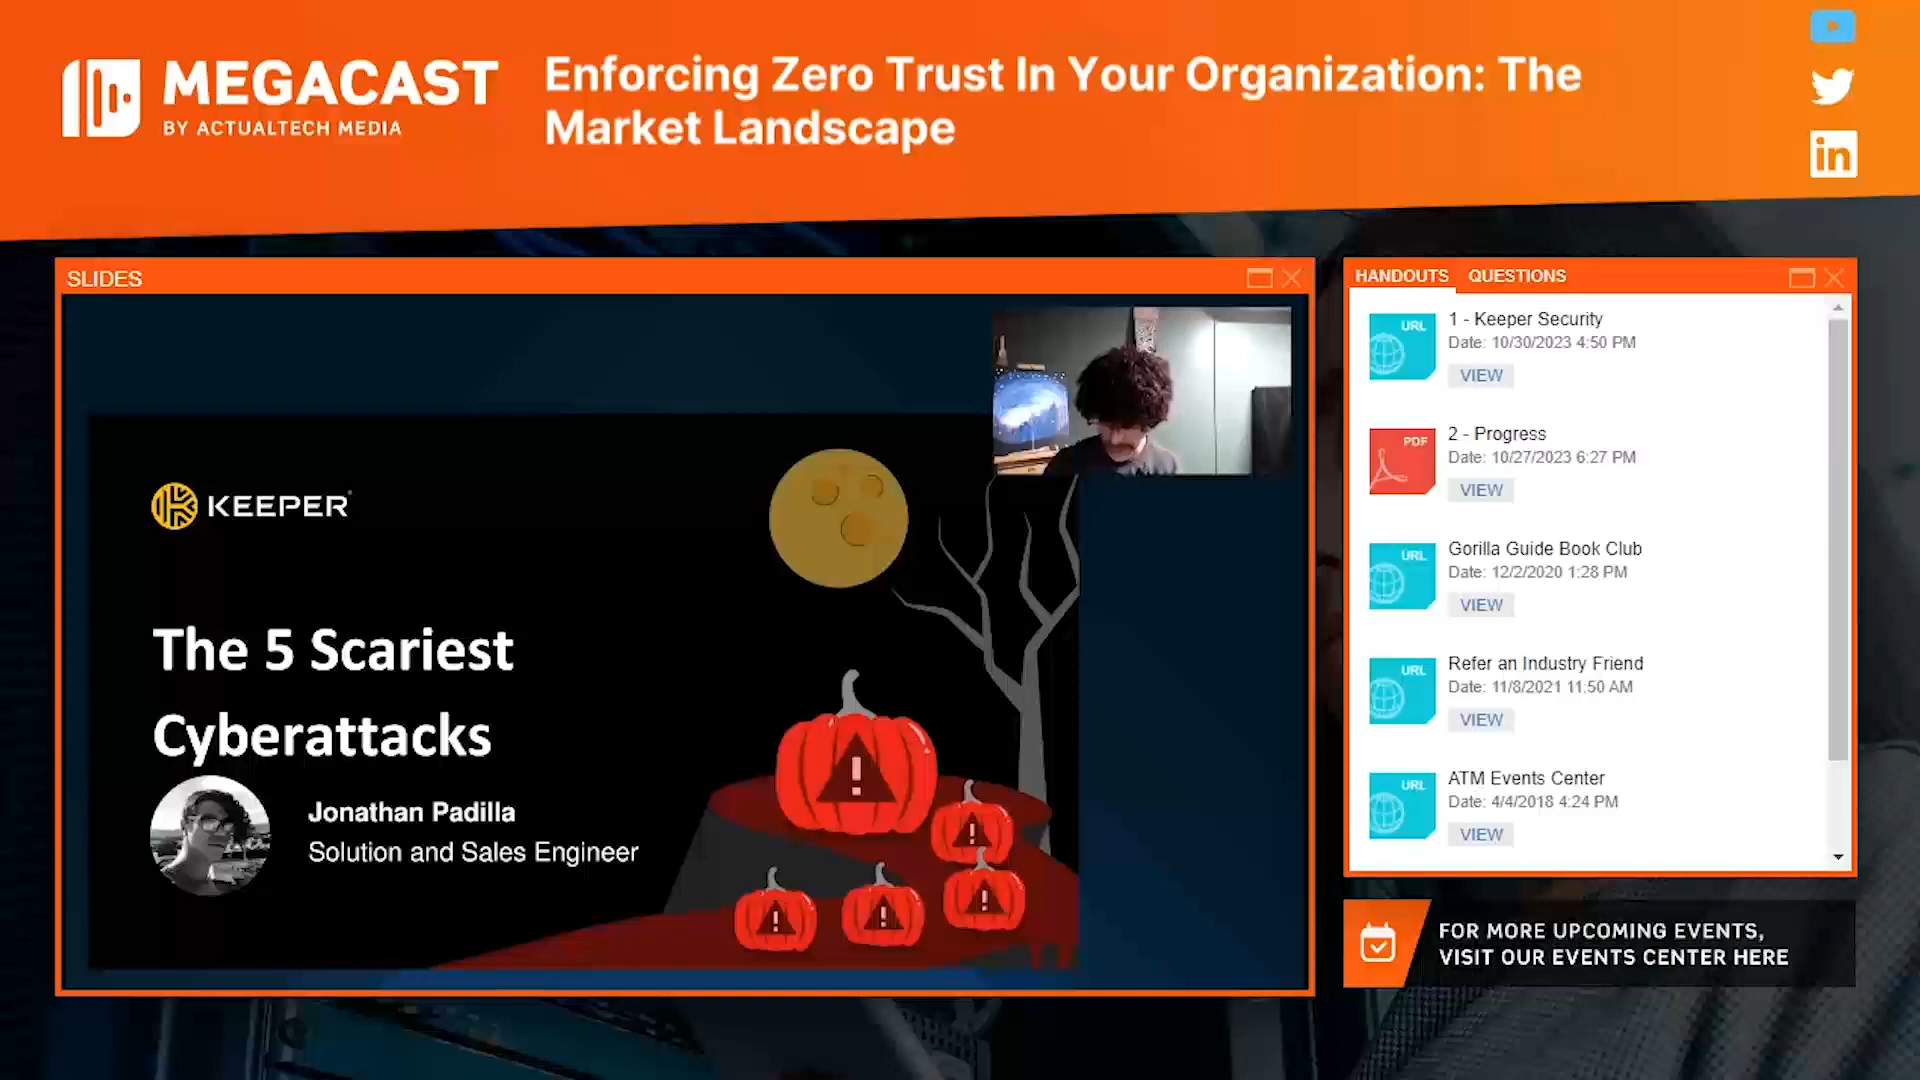 MEGACAST
BY ACTUALTECH MEDIA
Enforcing Zero Trust In Your Organization: The
Market Landscape
in
SLIDES
KEEPER
The 5 Scariest
Cyberattacks
Jonathan Padilla
Solution and Sales Engineer
!
!
!
!
!
HANDOUTS QUESTIONS
URL
1 - Keeper Security
Date: 10/30/2023 4:50 PM
VIEW
PDF
2 - Progress
Date: 10/27/2023 6:27 PM
VIEW
URL
Gorilla Guide Book Club
Date: 12/2/2020 1:28 PM
VIEW
URL
Refer an Industry Friend
Date: 11/8/2021 11:50 AM
VIEW
URL
ATM Events Center
Date: 4/4/2018 4:24 PM
VIEW
FOR MORE UPCOMING EVENTS,
VISIT OUR EVENTS CENTER HERE